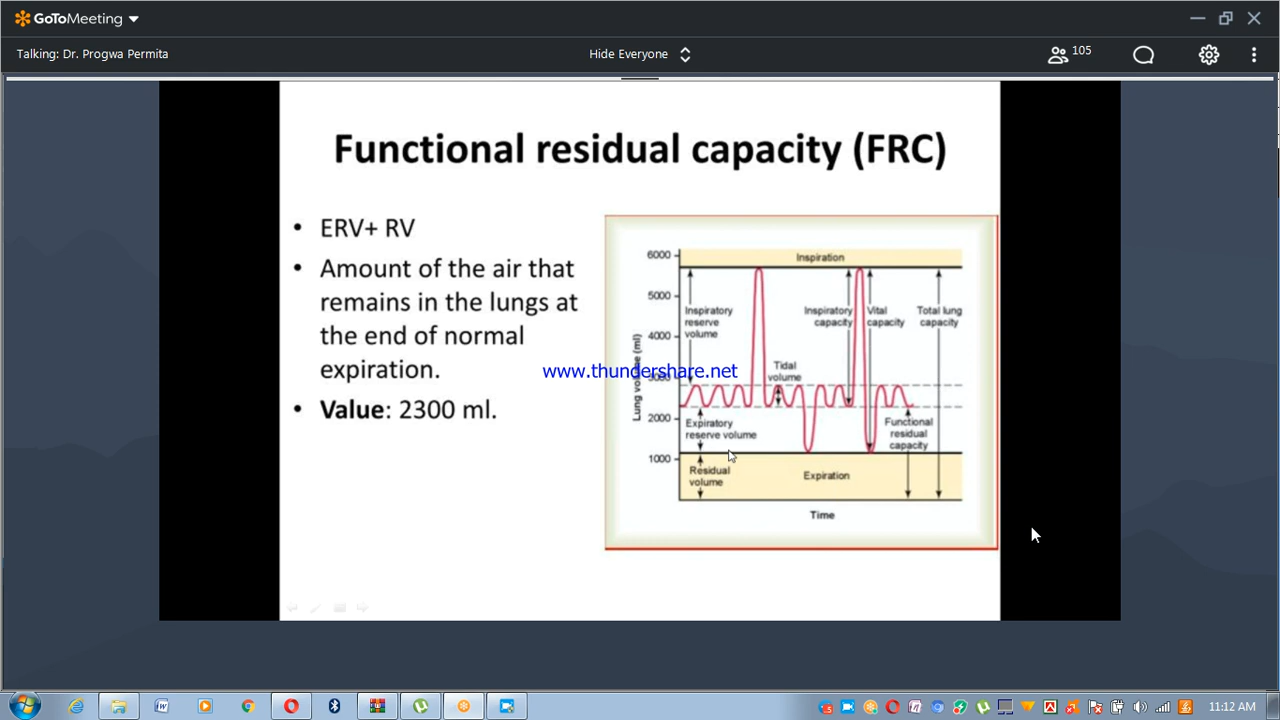 GoToMeeting
Talking: Dr. Progwa Permita
Hide Everyone
105
Functional residual capacity (FRC)
• ERV+ RV
• Amount of the air that
remains in the lungs at
the end of normal
expiration.
• Value: 2300 ml.
www.thundershare.net
Lung volume (ml)
6000
5000
4000
3000
2000
1000
Inspiration
Inspiratory
reserve
volume
Inspiratory
capacity
Vital
capacity
Total lung
capacity
Tidal
volume
Expiratory
reserve volume
Functional
residual
capacity
Residual
volume
Expiration
Time
11:12 AM